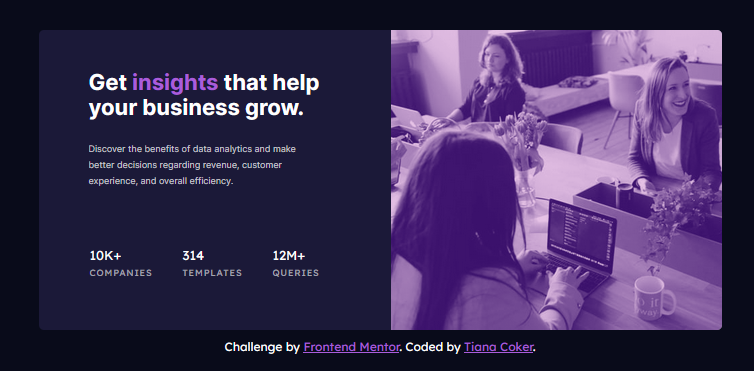 Get insights that help
your business grow.
Discover the benefits of data analytics and make
better decisions regarding revenue, customer
experience, and overall efficiency.
10K+ 314 12M+
COMPANIES TEMPLATES QUERIES
Challenge by Frontend Mentor. Coded by Tiana Coker.